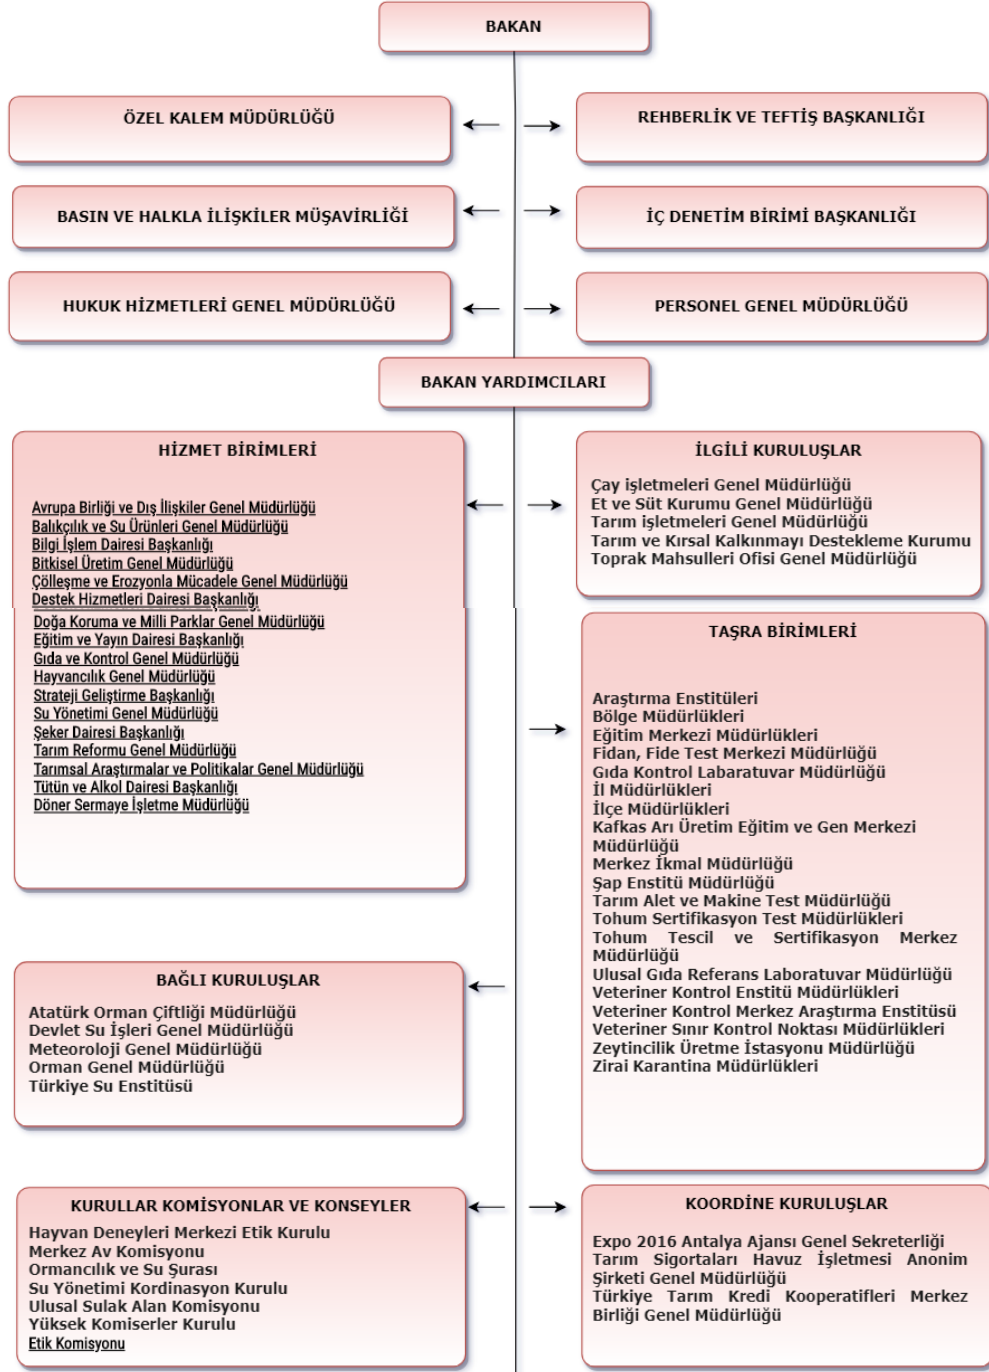 BAKAN
ÖZEL KALEM MÜDÜRLÜĞÜ
REHBERLİK VE TEFTİŞ BAŞKANLIĞI
BASIN VE HALKLA İLİŞKİLER MÜŞAVİRLİĞİ
İÇ DENETİM BİRİMİ BAŞKANLIĞI
HUKUK HİZMETLERİ GENEL MÜDÜRLÜĞÜ
PERSONEL GENEL MÜDÜRLÜĞÜ
BAKAN YARDIMCILARI
HİZMET BİRİMLERİ
Avrupa Birliği ve Dış İlişkiler Genel Müdürlüğü
Balıkçılık ve Su Ürünleri Genel Müdürlüğü
Bilgi İşlem Dairesi Başkanlığı
Bitkisel Üretim Genel Müdürlüğü
Çölleşme ve Erozyonla Mücadele Genel Müdürlüğü
Destek Hizmetleri Dairesi Başkanlığı
Doğa Koruma ve Milli Parklar Genel Müdürlüğü
Eğitim ve Yayın Dairesi Başkanlığı
Gıda ve Kontrol Genel Müdürlüğü
Hayvancılık Genel Müdürlüğü
Strateji Geliştirme Başkanlığı
Su Yönetimi Genel Müdürlüğü
Şeker Dairesi Başkanlığı
Tarım Reformu Genel Müdürlüğü
Tarımsal Araştırmalar ve Politikalar Genel Müdürlüğü
Tütün ve Alkol Dairesi Başkanlığı
Döner Sermaye İşletme Müdürlüğü
İLGİLİ KURULUŞLAR
Çay işletmeleri Genel Müdürlüğü
Et ve Süt Kurumu Genel Müdürlüğü
Tarım işletmeleri Genel Müdürlüğü
Tarım ve Kırsal Kalkınmayı Destekleme Kurumu
Toprak Mahsulleri Ofisi Genel Müdürlüğü
TAŞRA BİRİMLERİ
Araştırma Enstitüleri
Bölge Müdürlükleri
Eğitim Merkezi Müdürlükleri
Fidan, Fide Test Merkezi Müdürlüğü
Gıda Kontrol Labaratuvar Müdürlüğü
İl Müdürlükleri
İlçe Müdürlükleri
Kafkas Arı Üretim Eğitim ve Gen Merkezi
Müdürlüğü
Merkez İkmal Müdürlüğü
Şap Enstitü Müdürlüğü
Tarım Alet ve Makine Test Müdürlüğü
Tohum Sertifikasyon Test Müdürlükleri
Tohum Tescil ve Sertifikasyon Merkez
Müdürlüğü
Ulusal Gıda Referans Laboratuvar Müdürlüğü
Veteriner Kontrol Enstitü Müdürlükleri
Veteriner Kontrol Merkez Araştırma Enstitüsü
Veteriner Sınır Kontrol Noktası Müdürlükleri
Zeytincilik Üretme İstasyonu Müdürlüğü
Zirai Karantina Müdürlükleri
BAĞLI KURULUŞLAR
Atatürk Orman Çiftliği Müdürlüğü
Devlet Su İşleri Genel Müdürlüğü
Meteoroloji Genel Müdürlüğü
Orman Genel Müdürlüğü
Türkiye Su Enstitüsü
KURULLAR KOMİSYONLAR VE KONSEYLER
Hayvan Deneyleri Merkezi Etik Kurulu
Merkez Av Komisyonu
Ormancılık ve Su Şurası
Su Yönetimi Kordinasyon Kurulu
Ulusal Sulak Alan Komisyonu
Yüksek Komiserler Kurulu
Etik Komisyonu
KOORDİNE KURULUŞLAR
Expo 2016 Antalya Ajansı Genel Sekreterliği
Tarım Sigortaları Havuz İşletmesi Anonim
Şirketi Genel Müdürlüğü
Türkiye Tarım Kredi Kooperatifleri Merkez
Birliği Genel Müdürlüğü